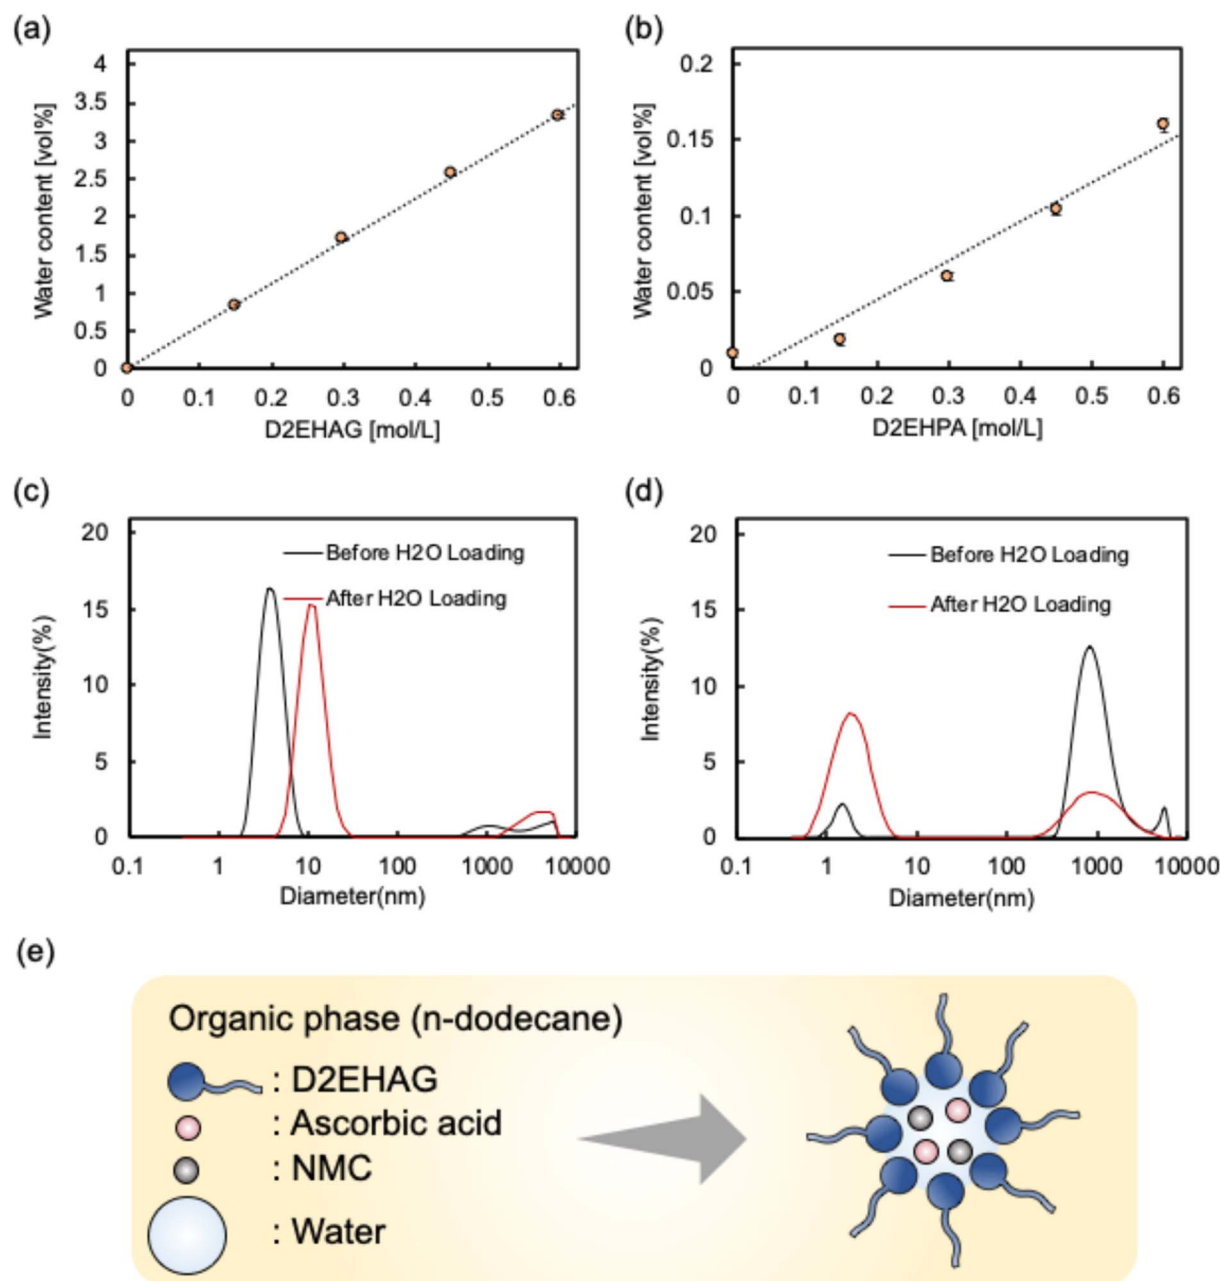 (a)
Water content [vol%]
4
3.5
3
2.5
2
1.5
1
0.5
0
0 0.1 0.2 0.3 0.4 0.5 0.6
D2EHAG [mol/L]
(b)
Water content [vol%]
0.2
0.15
0.1
0.05
0
0 0.1 0.2 0.3 0.4 0.5 0.6
D2EHPA [mol/L]
(c)
Intensity(%)
20
15
10
5
0
Before H2O Loading
After H2O Loading
0.1 1 10 100 1000 10000
Diameter(nm)
(d)
Intensity(%)
20
15
10
5
0
Before H2O Loading
After H2O Loading
0.1 1 10 100 1000 10000
Diameter(nm)
(e)
Organic phase (n-dodecane)
: D2EHAG
: Ascorbic acid
: NMC
: Water